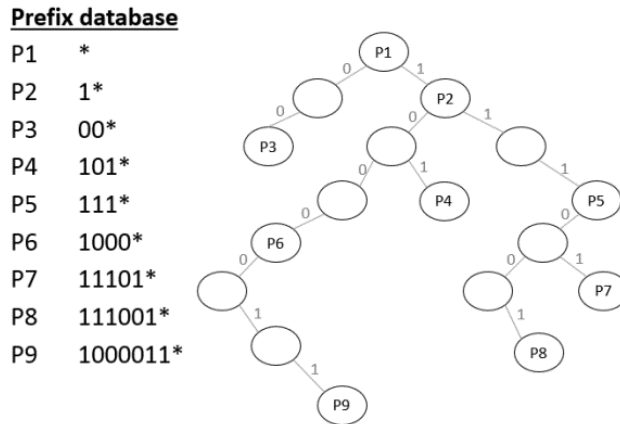 Prefix database
P1 *
P2 1*
P3 00*
P4 101*
P5 111*
P6 1000*
P7 11101*
P8 111001*
P9 1000011*
P1
0 1
P2
0 0 1
P3
0 1 1
P4 P5
0 0
P6
0 0 1
P7
1 1
P8
1
P9